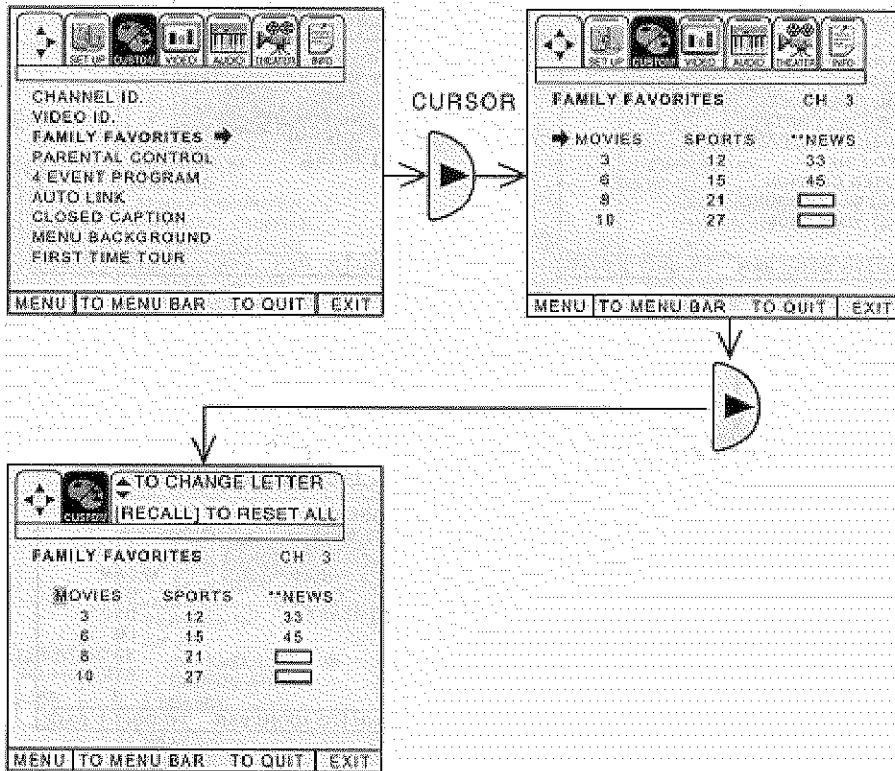 SET UP CUSTOM VIDEO AUDIO THEATER INFO
CHANNEL ID.
VIDEO ID.
FAMILY FAVORITES
PARENTAL CONTROL
4 EVENT PROGRAM
AUTO LINK
CLOSED CAPTION
MENU BACKGROUND
FIRST TIME TOUR
MENU TO MENU BAR TO QUIT EXIT
CURSOR
SET UP CUSTOM VIDEO AUDIO THEATER INFO
FAMILY FAVORITES CH 3
MOVIES SPORTS **NEWS
3 12 33
6 15 45
8 21
10 27
MENU TO MENU BAR TO QUIT EXIT
CUSTOM
TO CHANGE LETTER
[RECALL] TO RESET ALL
FAMILY FAVORITES CH 3
MOVIES SPORTS **NEWS
3 12 33
6 15 45
8 21
10 27
MENU TO MENU BAR TO QUIT EXIT